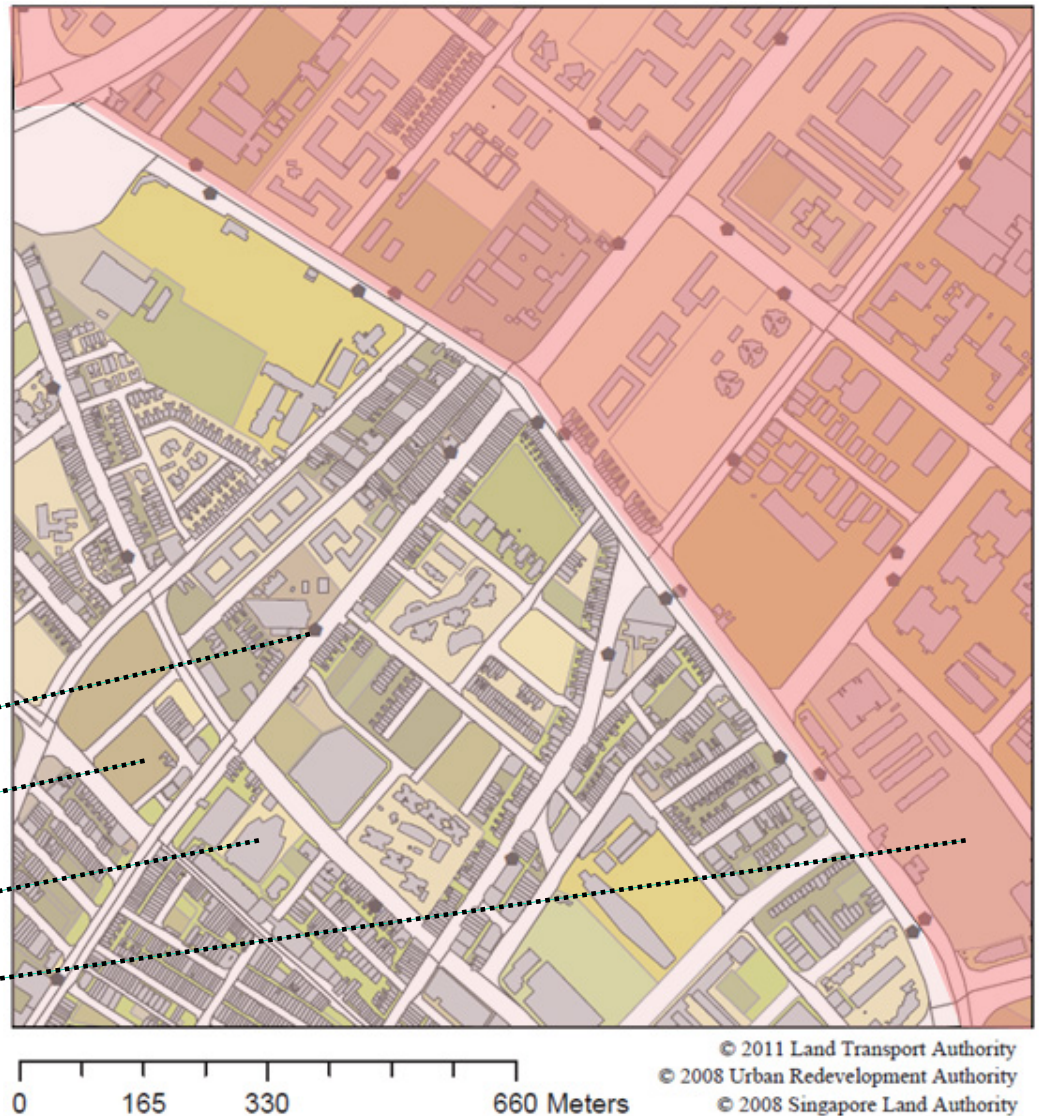 0 165 330 660 Meters
© 2011 Land Transport Authority
© 2008 Urban Redevelopment Authority
© 2008 Singapore Land Authority